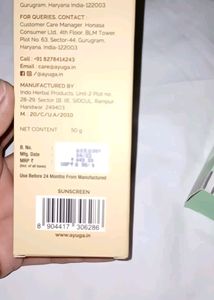 Gurugram, Haryana India-122003
FOR QUERIES, CONTACT:
Customer Care Manager Honasa
Consumer Ltd, 4th Floor, BLM Tower
Plot No 63, Sector-44, Gurugram,
Haryana India-122003
Call : +91 8278414243
Email : care@ayuga.in
/@ayuga.in
MANUFACTURED BY
Indo Herbal Products, Unit-2 Plot no.
28-29, Sector 1B IIE, SIDCUL, Ranipur
Haridwar 249403
M : 20/C/UA/2010
NET CONTENT
50 g
B. No.
Mfg. Date
MRP ₹
(Incl. of all taxes)
Use Before 24 Months From Manufactured
SUNSCREEN
8 904417 306286
www.ayuga.in